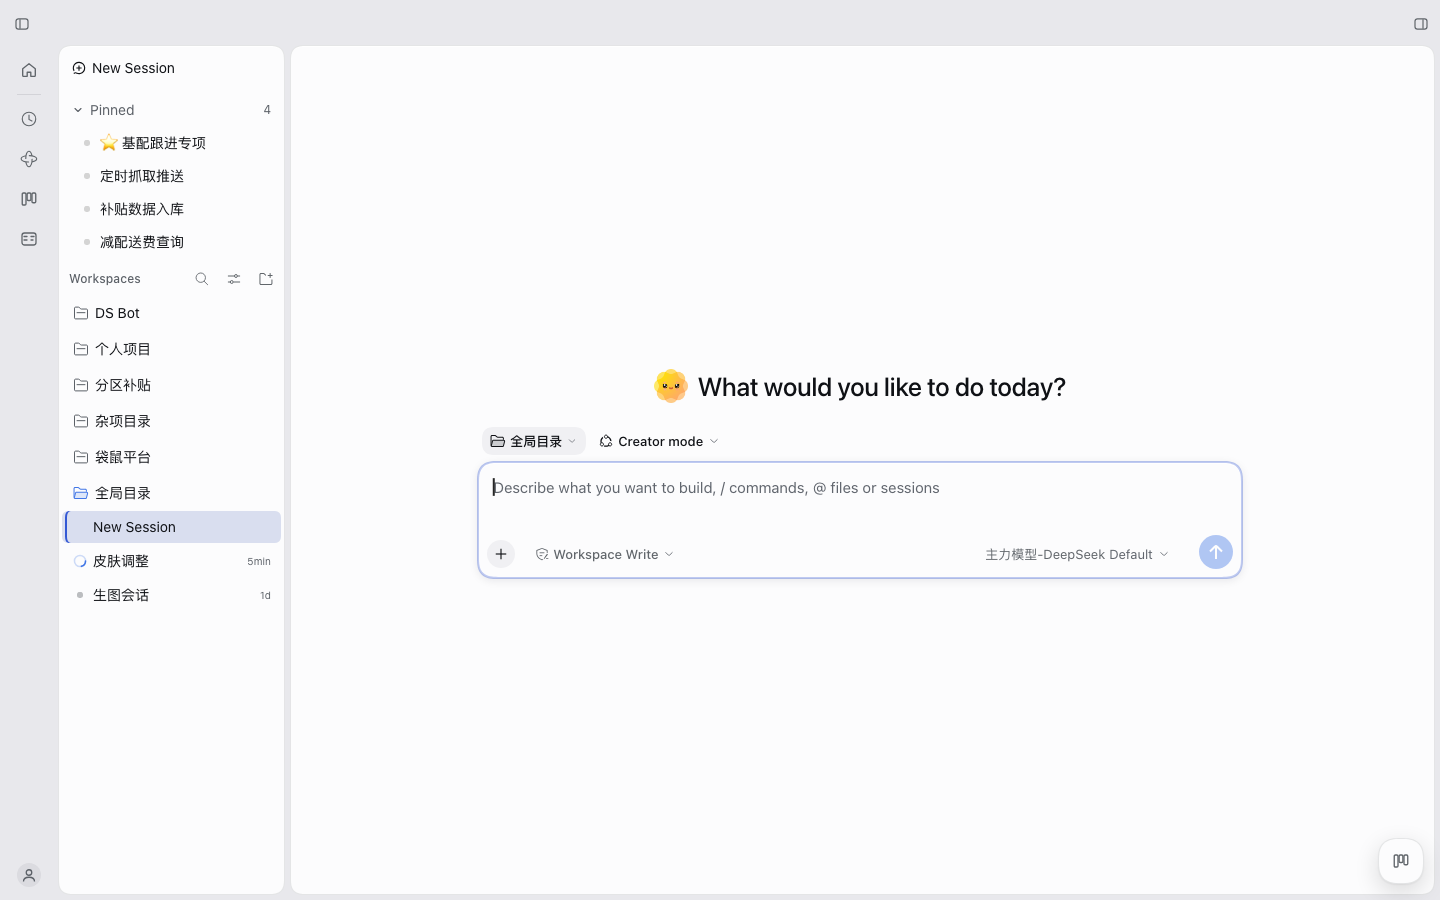 New Session
Pinned 4
⭐ 基配跟进专项
定时抓取推送
补贴数据入库
减配送费查询
Workspaces
DS Bot
个人项目
分区补贴
杂项目录
袋鼠平台
全局目录
New Session
皮肤调整 5min
生图会话 1d
What would you like to do today?
全局目录 Creator mode
Describe what you want to build, / commands, @ files or sessions
Workspace Write 主力模型-DeepSeek Default